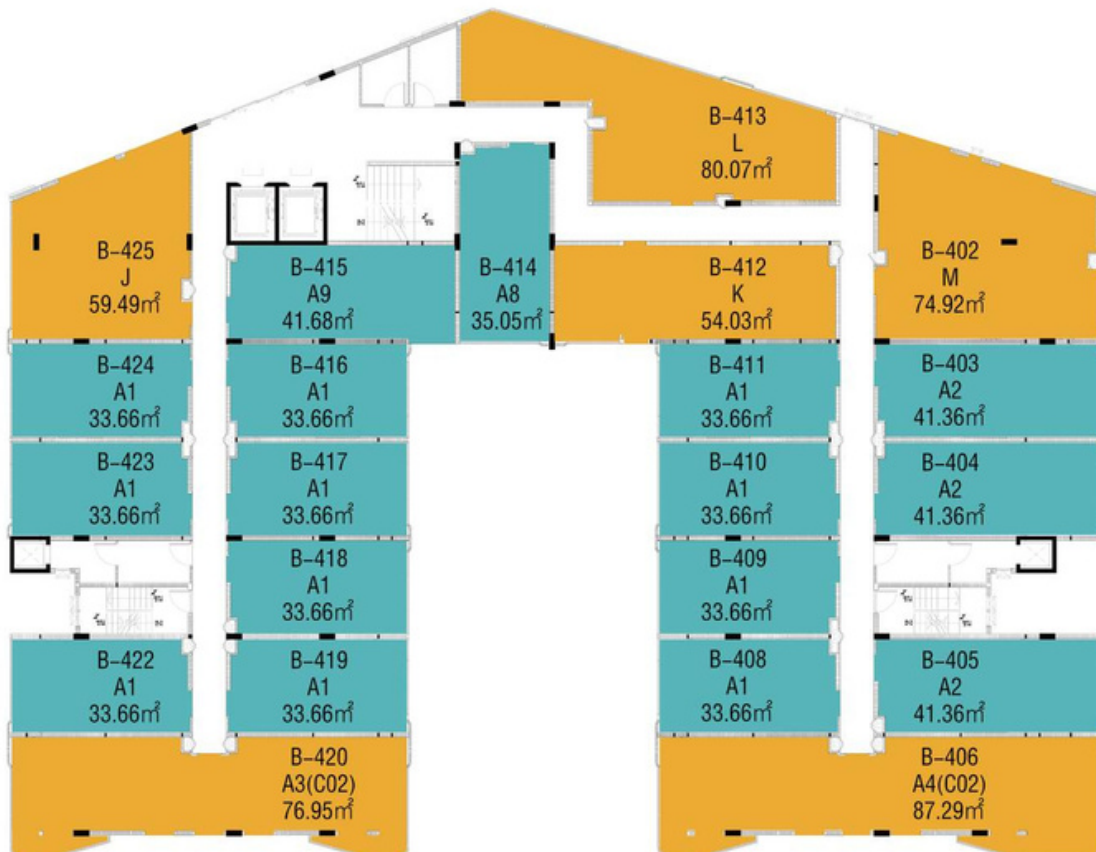 B-413
L
80.07㎡
B-425
J
59.49㎡
B-415
A9
41.68㎡
B-414
A8
35.05㎡
B-412
K
54.03㎡
B-402
M
74.92㎡
B-424
A1
33.66㎡
B-416
A1
33.66㎡
B-411
A1
33.66㎡
B-403
A2
41.36㎡
B-423
A1
33.66㎡
B-417
A1
33.66㎡
B-410
A1
33.66㎡
B-404
A2
41.36㎡
B-418
A1
33.66㎡
B-409
A1
33.66㎡
B-422
A1
33.66㎡
B-419
A1
33.66㎡
B-408
A1
33.66㎡
B-405
A2
41.36㎡
B-420
A3(C02)
76.95㎡
B-406
A4(C02)
87.29㎡